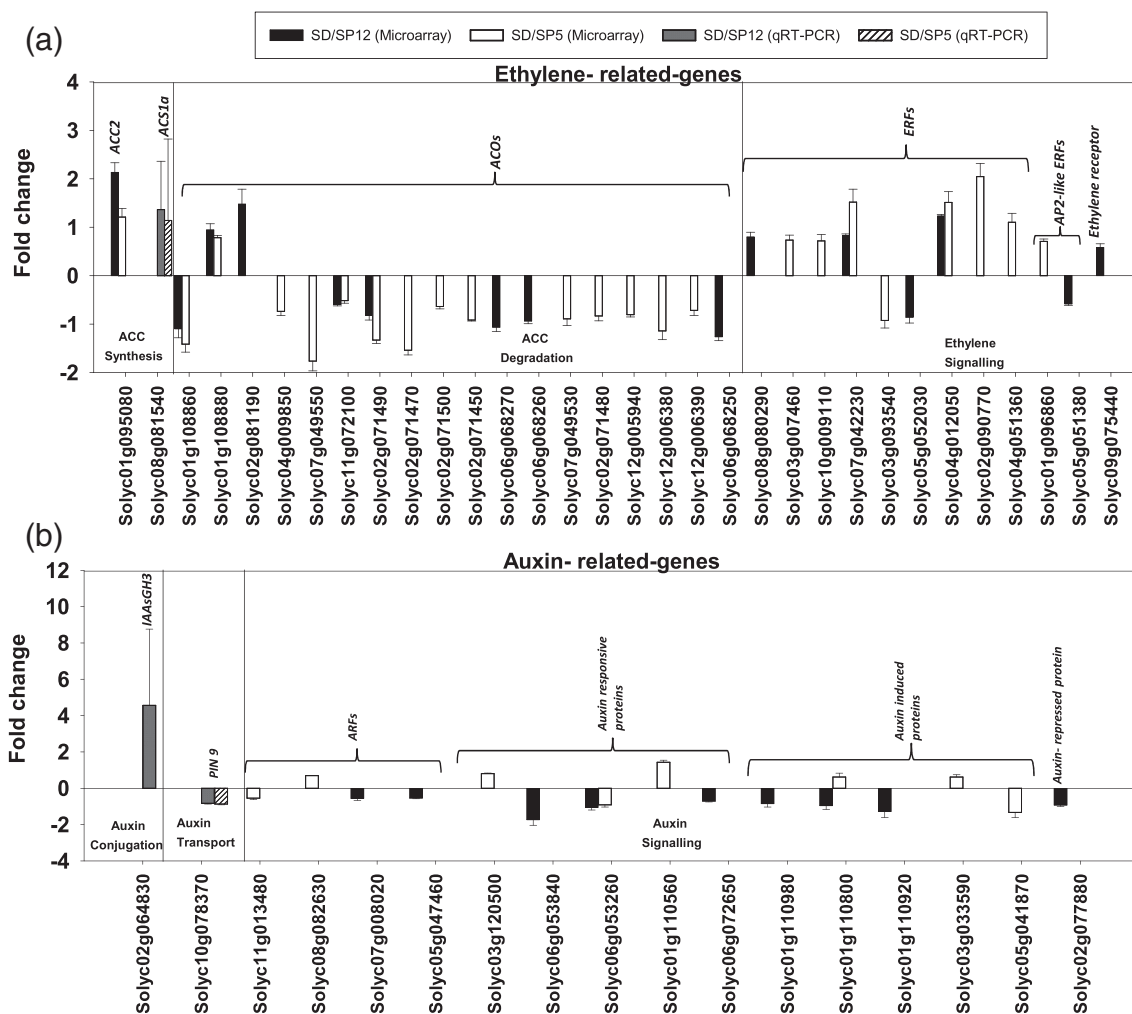 (a)
SD/SP12 (Microarray) SD/SP5 (Microarray) SD/SP12 (qRT-PCR) SD/SP5 (qRT-PCR)
Ethylene- related-genes
Fold change
4
3
2
1
0
-1
-2
ACC2
ACS1a
ACOs
ERFs
AP2-like ERFs
Ethylene receptor
ACC
Synthesis
ACC
Degradation
Ethylene
Signalling
Solyc01g095080
Solyc08g081540
Solyc01g108860
Solyc01g108880
Solyc02g081190
Solyc04g009850
Solyc07g049550
Solyc11g072100
Solyc02g071490
Solyc02g071470
Solyc02g071500
Solyc02g071450
Solyc06g068270
Solyc06g068260
Solyc07g049530
Solyc02g071480
Solyc12g005940
Solyc12g006380
Solyc12g006390
Solyc06g068250
Solyc08g080290
Solyc03g007460
Solyc10g009110
Solyc07g042230
Solyc03g093540
Solyc05g052030
Solyc04g012050
Solyc02g090770
Solyc04g051360
Solyc01g096860
Solyc05g051380
Solyc09g075440
(b)
Auxin- related-genes
Fold change
12
10
8
6
4
2
0
-2
-4
IAAsGH3
PIN 9
ARFs
Auxin responsive
proteins
Auxin induced
proteins
Auxin- repressed protein
Auxin
Conjugation
Auxin
Transport
Auxin
Signalling
Solyc02g064830
Solyc10g078370
Solyc11g013480
Solyc08g082630
Solyc07g008020
Solyc05g047460
Solyc03g120500
Solyc06g053840
Solyc06g053260
Solyc01g110560
Solyc06g072650
Solyc01g110980
Solyc01g110800
Solyc01g110920
Solyc03g033590
Solyc05g041870
Solyc02g077880